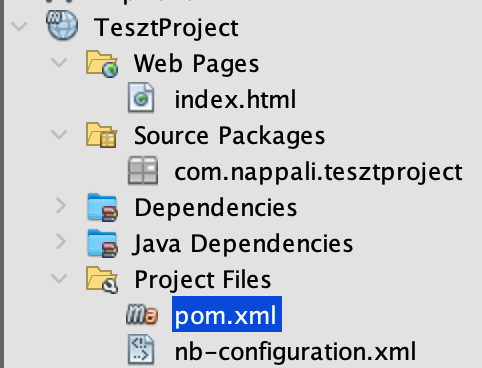 TesztProject
Web Pages
index.html
Source Packages
com.nappali.tesztproject
Dependencies
Java Dependencies
Project Files
pom.xml
nb-configuration.xml